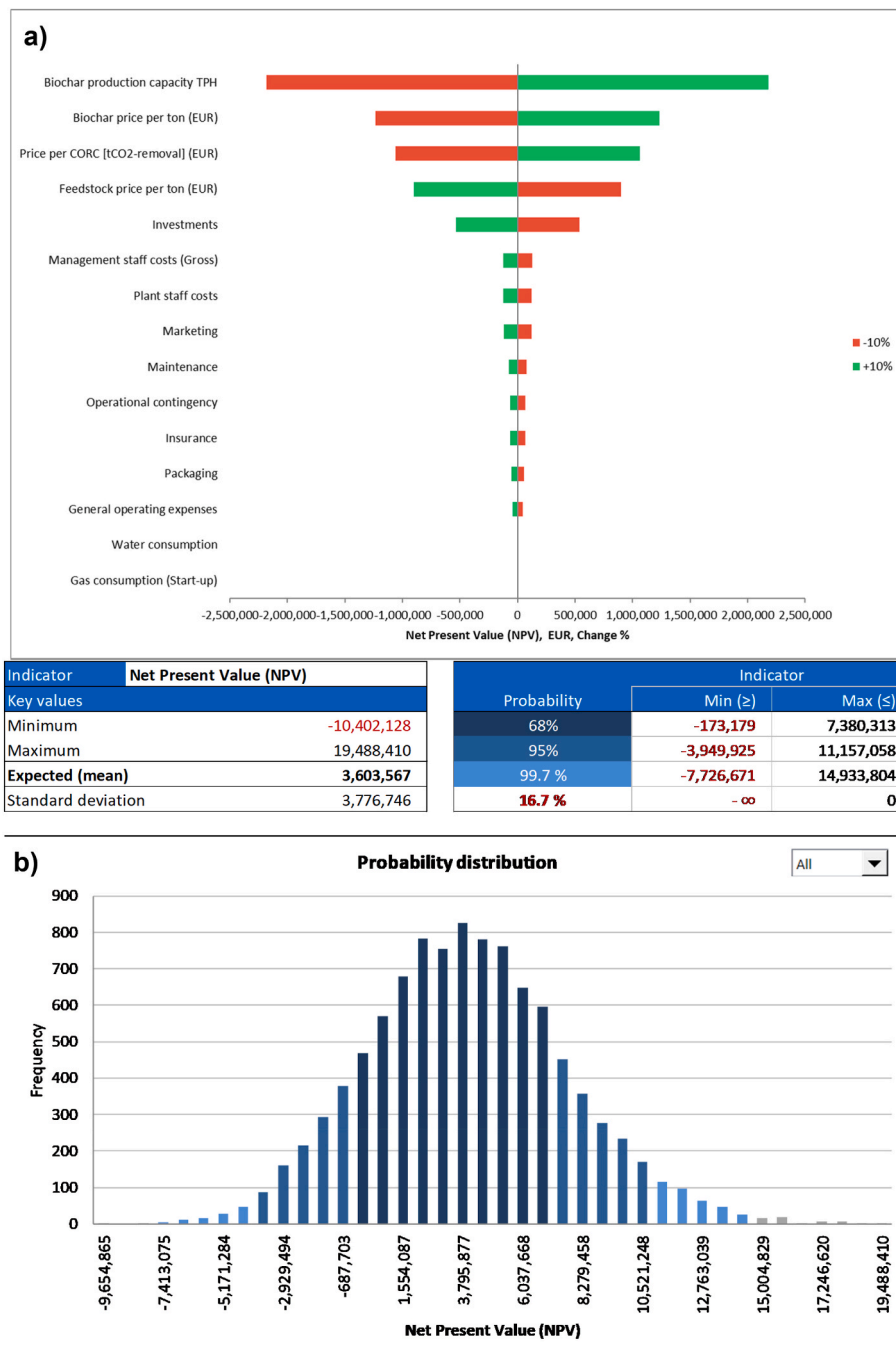 a)
Biochar production capacity TPH
Biochar price per ton (EUR)
Price per CORC [tCO2-removal] (EUR)
Feedstock price per ton (EUR)
Investments
Management staff costs (Gross)
Plant staff costs
Marketing
Maintenance
Operational contingency
Insurance
Packaging
General operating expenses
Water consumption
Gas consumption (Start-up)
-10%
+10%
-2,500,000 -2,000,000 -1,500,000 -1,000,000 -500,000 0 500,000 1,000,000 1,500,000 2,000,000 2,500,000
Net Present Value (NPV), EUR, Change %
Indicator Net Present Value (NPV)
Key values
Minimum -10,402,128
Maximum 19,488,410
Expected (mean) 3,603,567
Standard deviation 3,776,746
Indicator
Probability Min (≥) Max (≤)
68% -173,179 7,380,313
95% -3,949,925 11,157,058
99.7 % -7,726,671 14,933,804
16.7 % - ∞ 0
b)
Probability distribution
All
Frequency
900
800
700
600
500
400
300
200
100
0
-9,654,865
-7,413,075
-5,171,284
-2,929,494
-687,703
1,554,087
3,795,877
6,037,668
8,279,458
10,521,248
12,763,039
15,004,829
17,246,620
19,488,410
Net Present Value (NPV)